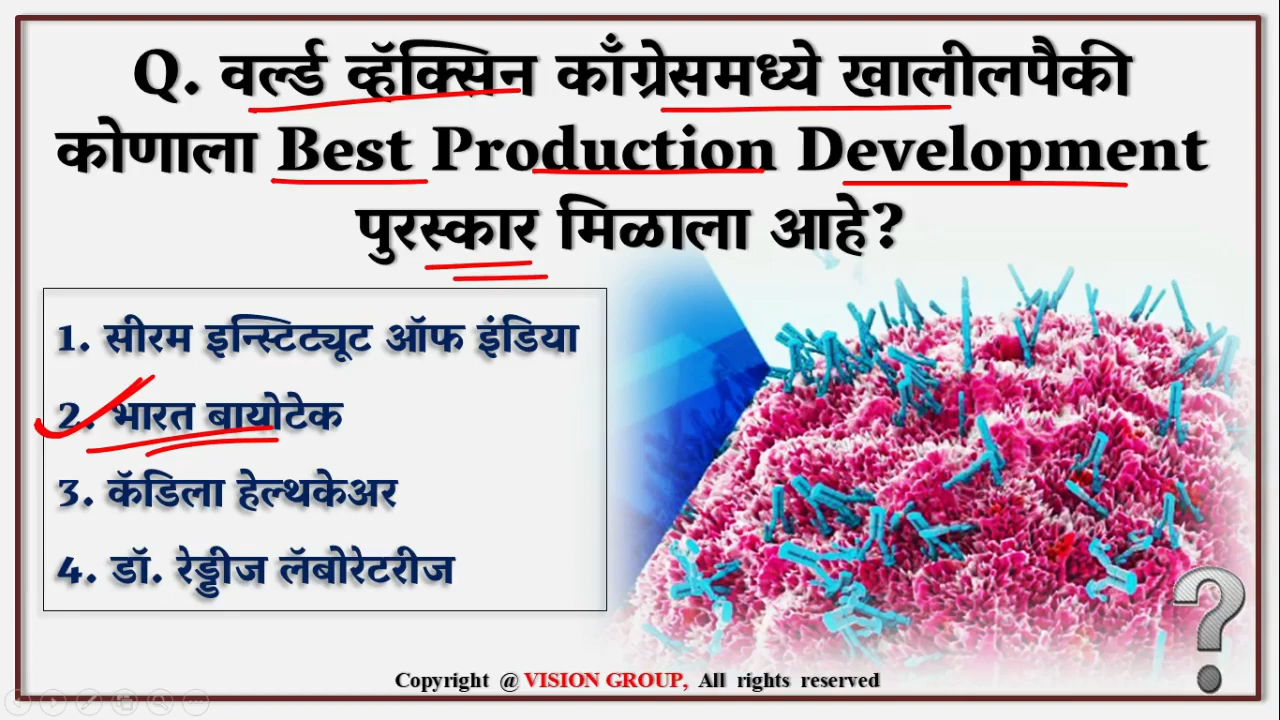 Q. वर्ल्ड व्हॅक्सिन काँग्रेसमध्ये खालीलपैकी
कोणाला Best Production Development
पुरस्कार मिळाला आहे?
1. सीरम इन्स्टिट्यूट ऑफ इंडिया
2. भारत बायोटेक
3. कॅडिला हेल्थकेअर
4. डॉ. रेड्डीज लॅबोरेटरीज
Copyright @ VISION GROUP, All rights reserved